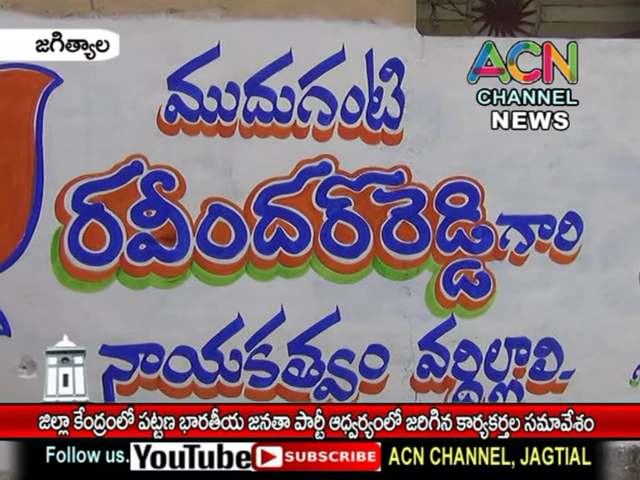 జగిత్యాల
ACN
CHANNEL
NEWS
ముదుగంటి
రవీందర్‌రెడ్డి గారి
నాయకత్వం వర్ధిల్లాలి.
జిల్లా కేంద్రంలో పట్టణ భారతీయ జనతా పార్టీ ఆధ్వర్యంలో జరిగిన కార్యకర్తల సమావేశం
Follow us. YouTube SUBSCRIBE ACN CHANNEL, JAGTIAL